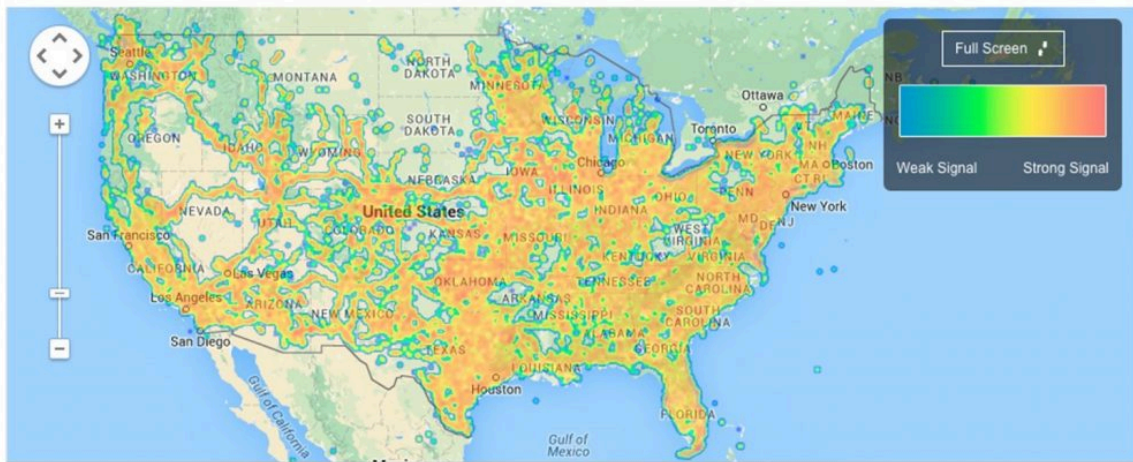 Full Screen
Weak Signal
Strong Signal
Seattle
WASHINGTON
MONTANA
NORTH
DAKOTA
MINNESOTA
Ottawa
NB
MAINE
OREGON
IDAHO
SOUTH
DAKOTA
WISCONSIN
MICHIGAN
Toronto
VT
NH
WYOMING
NEW YORK
MA
Boston
CT RI
NEBRASKA
IOWA
Chicago
NEVADA
UTAH
United States
ILLINOIS
INDIANA
OHIO
PENN
New York
San Francisco
COLORADO
KANSAS
MISSOURI
WEST
VIRGINIA
MD
DE NJ
CALIFORNIA
Las Vegas
KENTUCKY
VIRGINIA
Los Angeles
ARIZONA
NEW MEXICO
OKLAHOMA
ARKANSAS
TENNESSEE
NORTH
CAROLINA
San Diego
TEXAS
MISSISSIPPI
ALABAMA
SOUTH
CAROLINA
GEORGIA
LOUISIANA
Houston
FLORIDA
Gulf of California
Gulf of
Mexico